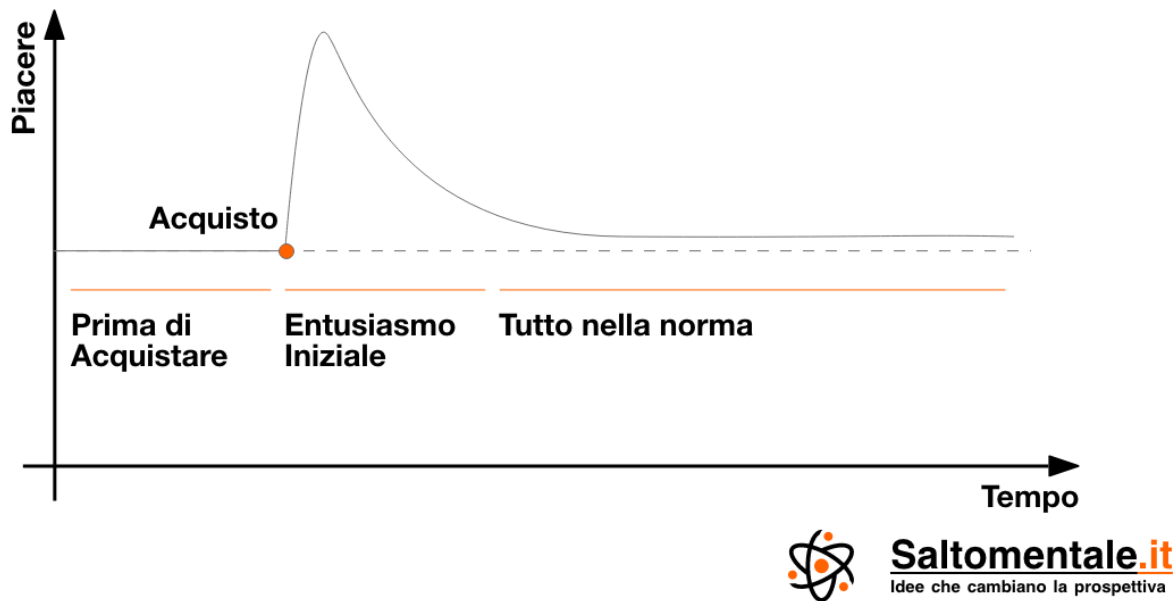 Piacere
Acquisto
Prima di
Acquistare
Entusiasmo
Iniziale
Tutto nella norma
Tempo
Saltomentale.it
Idee che cambiano la prospettiva